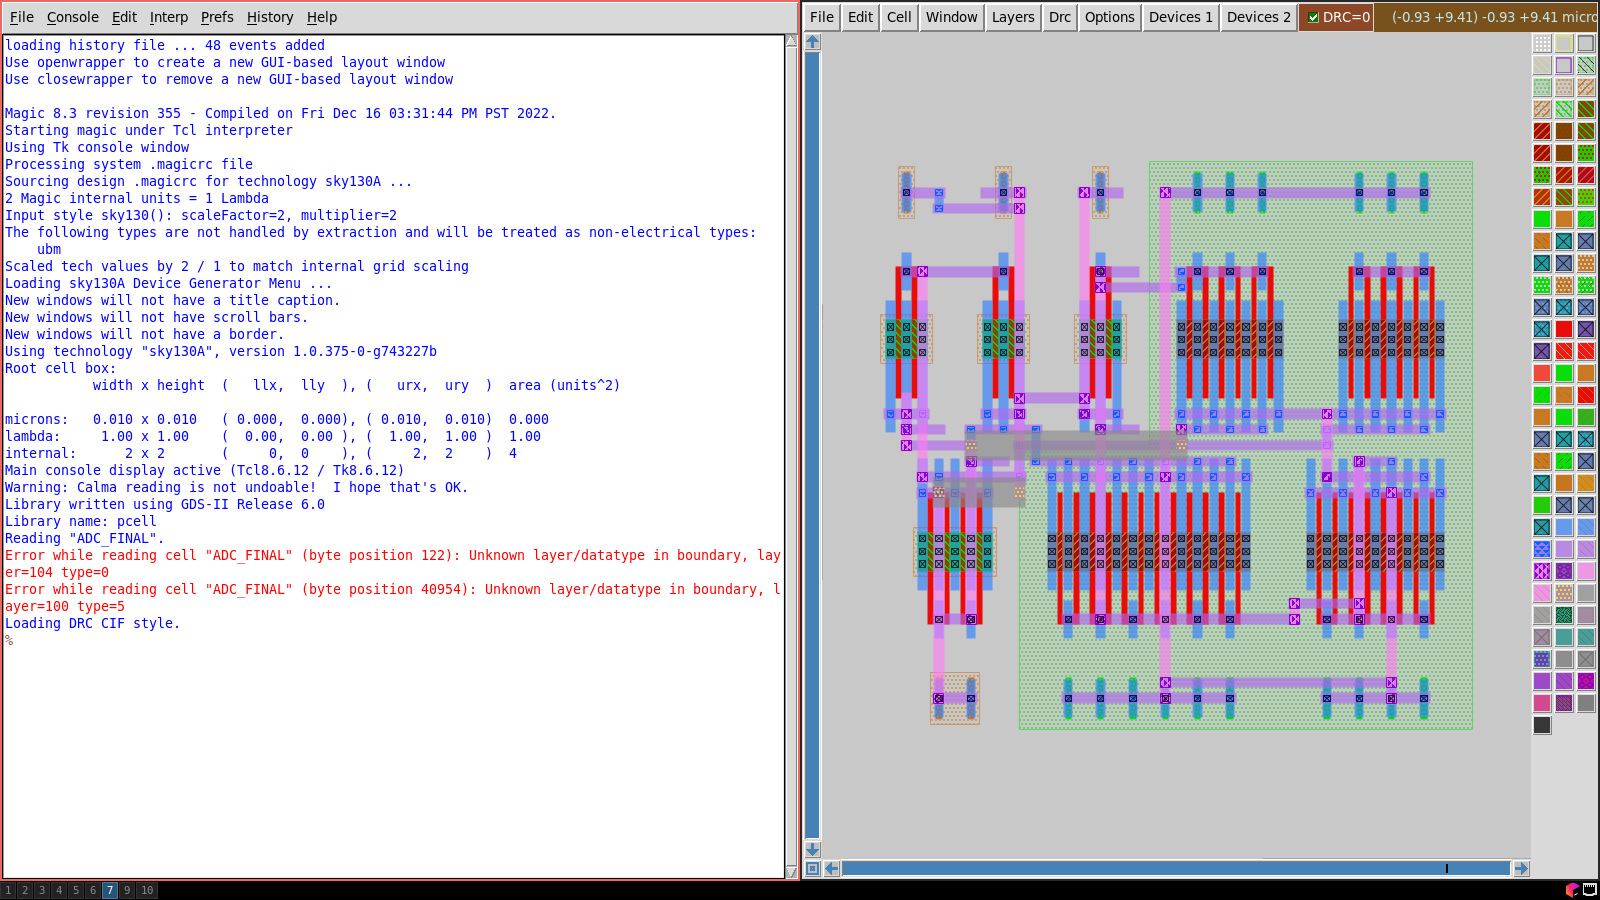 File Console Edit Interp Prefs History Help
loading history file ... 48 events added
Use openwrapper to create a new GUI-based layout window
Use closewrapper to remove a new GUI-based layout window
Magic 8.3 revision 355 - Compiled on Fri Dec 16 03:31:44 PM PST 2022.
Starting magic under Tcl interpreter
Using Tk console window
Processing system .magicrc file
Sourcing design .magicrc for technology sky130A ...
2 Magic internal units = 1 Lambda
Input style sky130(): scaleFactor=2, multiplier=2
The following types are not handled by extraction and will be treated as non-electrical types:
    ubm
Scaled tech values by 2 / 1 to match internal grid scaling
Loading sky130A Device Generator Menu ...
New windows will not have a title caption.
New windows will not have scroll bars.
New windows will not have a border.
Using technology "sky130A", version 1.0.375-0-g743227b
Root cell box:
           width x height  (   llx,  lly  ), (   urx,  ury  )  area (units^2)
microns:   0.010 x 0.010   ( 0.000,  0.000), ( 0.010,  0.010)  0.000
lambda:     1.00 x 1.00    (  0.00,  0.00 ), (  1.00,  1.00 )  1.00
internal:      2 x 2       (     0,  0    ), (     2,  2    )  4
Main console display active (Tcl8.6.12 / Tk8.6.12)
Warning: Calma reading is not undoable!  I hope that's OK.
Library written using GDS-II Release 6.0
Library name: pcell
Reading "ADC_FINAL".
Error while reading cell "ADC_FINAL" (byte position 122): Unknown layer/datatype in boundary, lay
er=104 type=0
Error while reading cell "ADC_FINAL" (byte position 40954): Unknown layer/datatype in boundary, l
ayer=100 type=5
Loading DRC CIF style.
%
File Edit Cell Window Layers Drc Options Devices 1 Devices 2 DRC=0 (-0.93 +9.41) -0.93 +9.41 micro
1 2 3 4 5 6 7 9 10